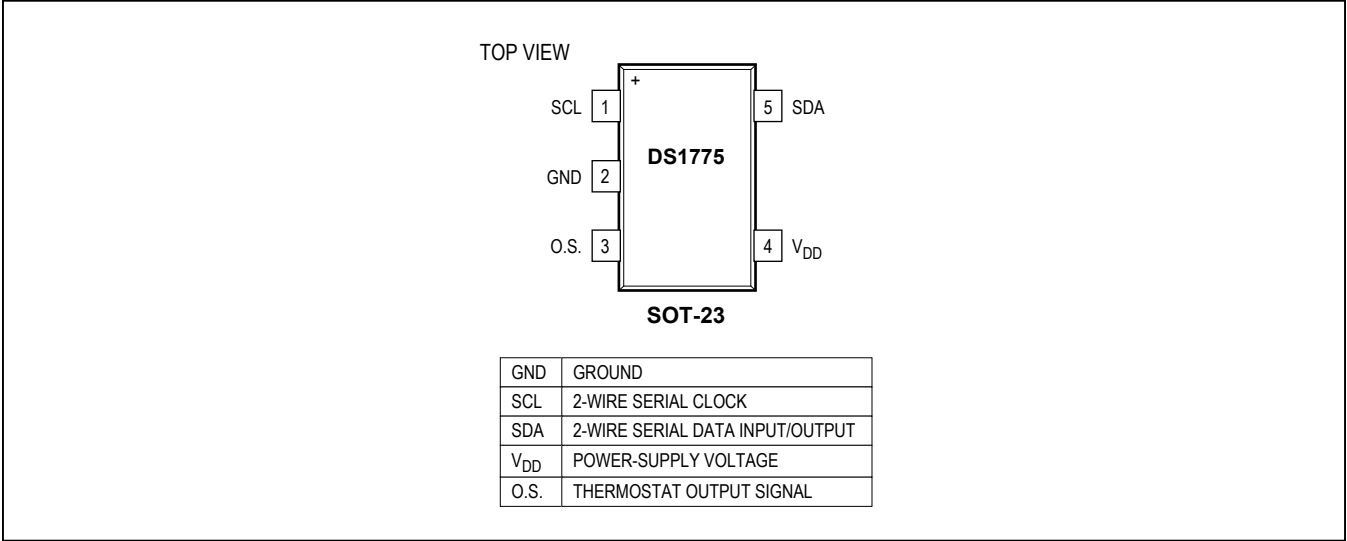 TOP VIEW
+
SCL 1 5 SDA
DS1775
GND 2
O.S. 3 4 VDD
SOT-23
GND GROUND
SCL 2-WIRE SERIAL CLOCK
SDA 2-WIRE SERIAL DATA INPUT/OUTPUT
VDD POWER-SUPPLY VOLTAGE
O.S. THERMOSTAT OUTPUT SIGNAL